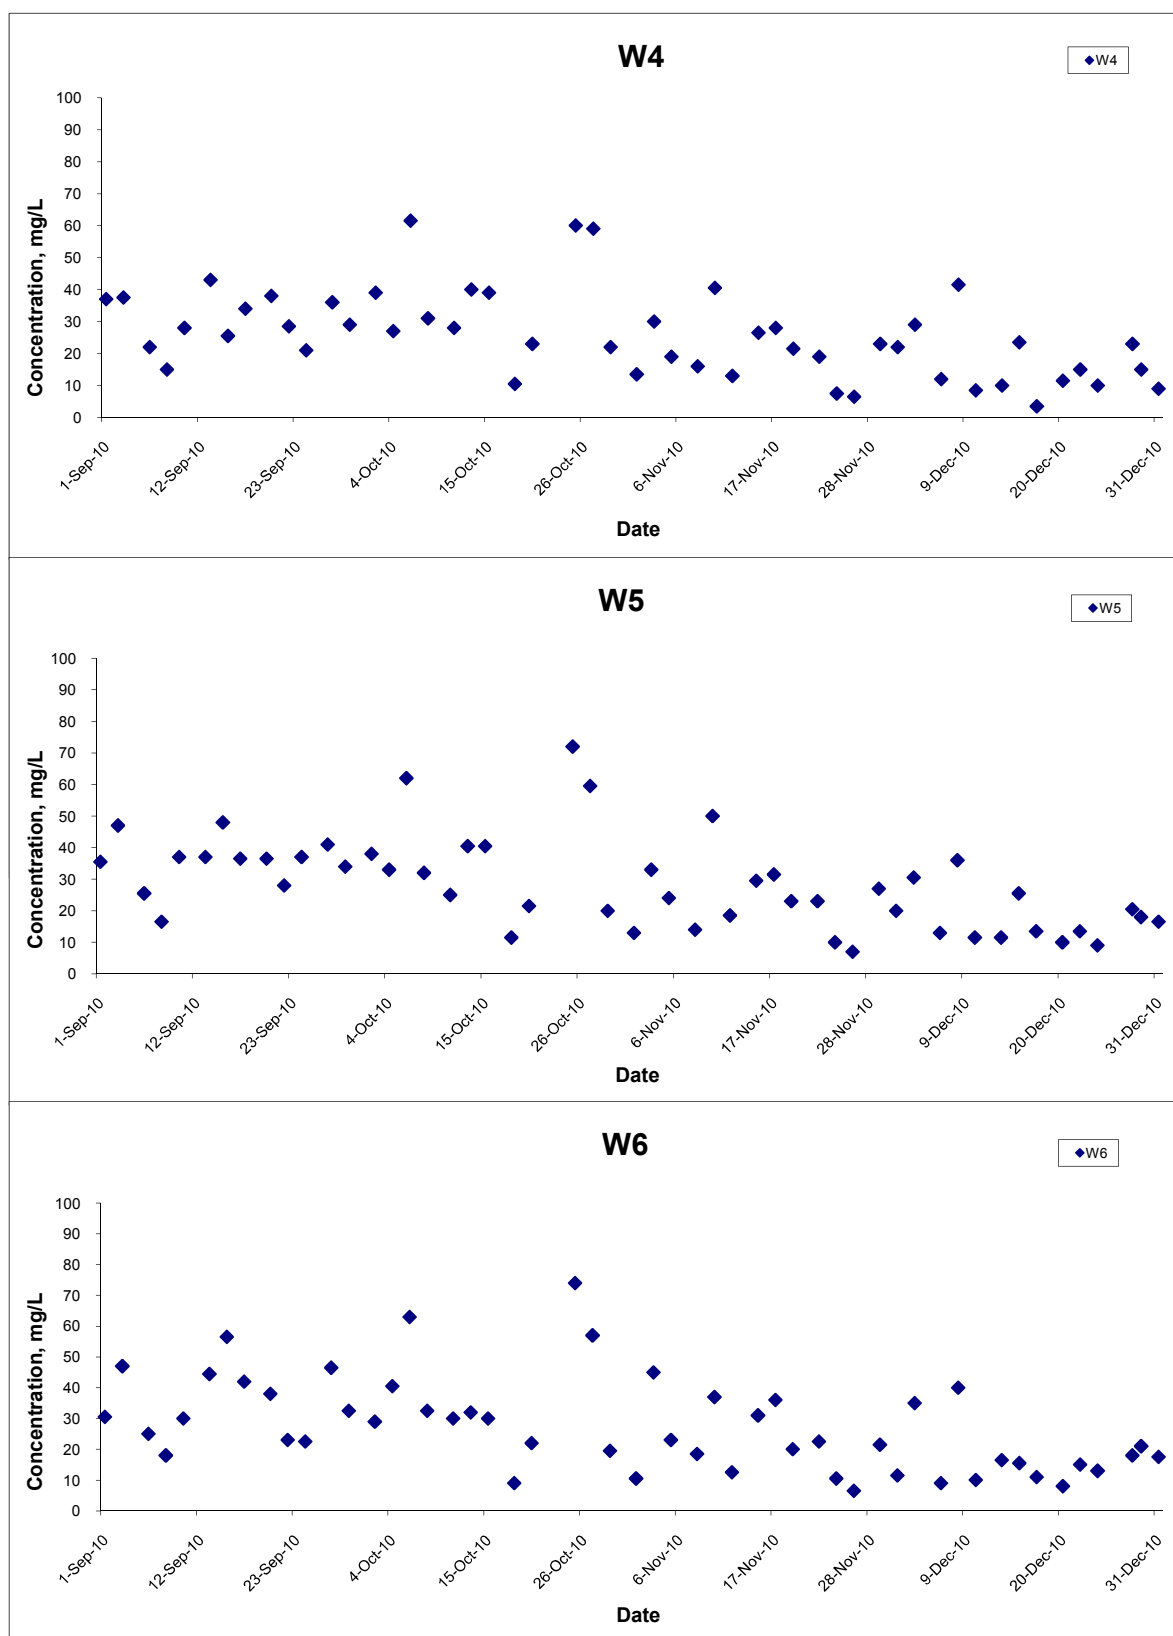 W4
W4
100
90
80
70
60
50
40
30
20
10
0
Concentration, mg/L
1-Sep-10
12-Sep-10
23-Sep-10
4-Oct-10
15-Oct-10
26-Oct-10
6-Nov-10
17-Nov-10
28-Nov-10
9-Dec-10
20-Dec-10
31-Dec-10
Date
W5
W5
100
90
80
70
60
50
40
30
20
10
0
Concentration, mg/L
1-Sep-10
12-Sep-10
23-Sep-10
4-Oct-10
15-Oct-10
26-Oct-10
6-Nov-10
17-Nov-10
28-Nov-10
9-Dec-10
20-Dec-10
31-Dec-10
Date
W6
W6
100
90
80
70
60
50
40
30
20
10
0
Concentration, mg/L
1-Sep-10
12-Sep-10
23-Sep-10
4-Oct-10
15-Oct-10
26-Oct-10
6-Nov-10
17-Nov-10
28-Nov-10
9-Dec-10
20-Dec-10
31-Dec-10
Date